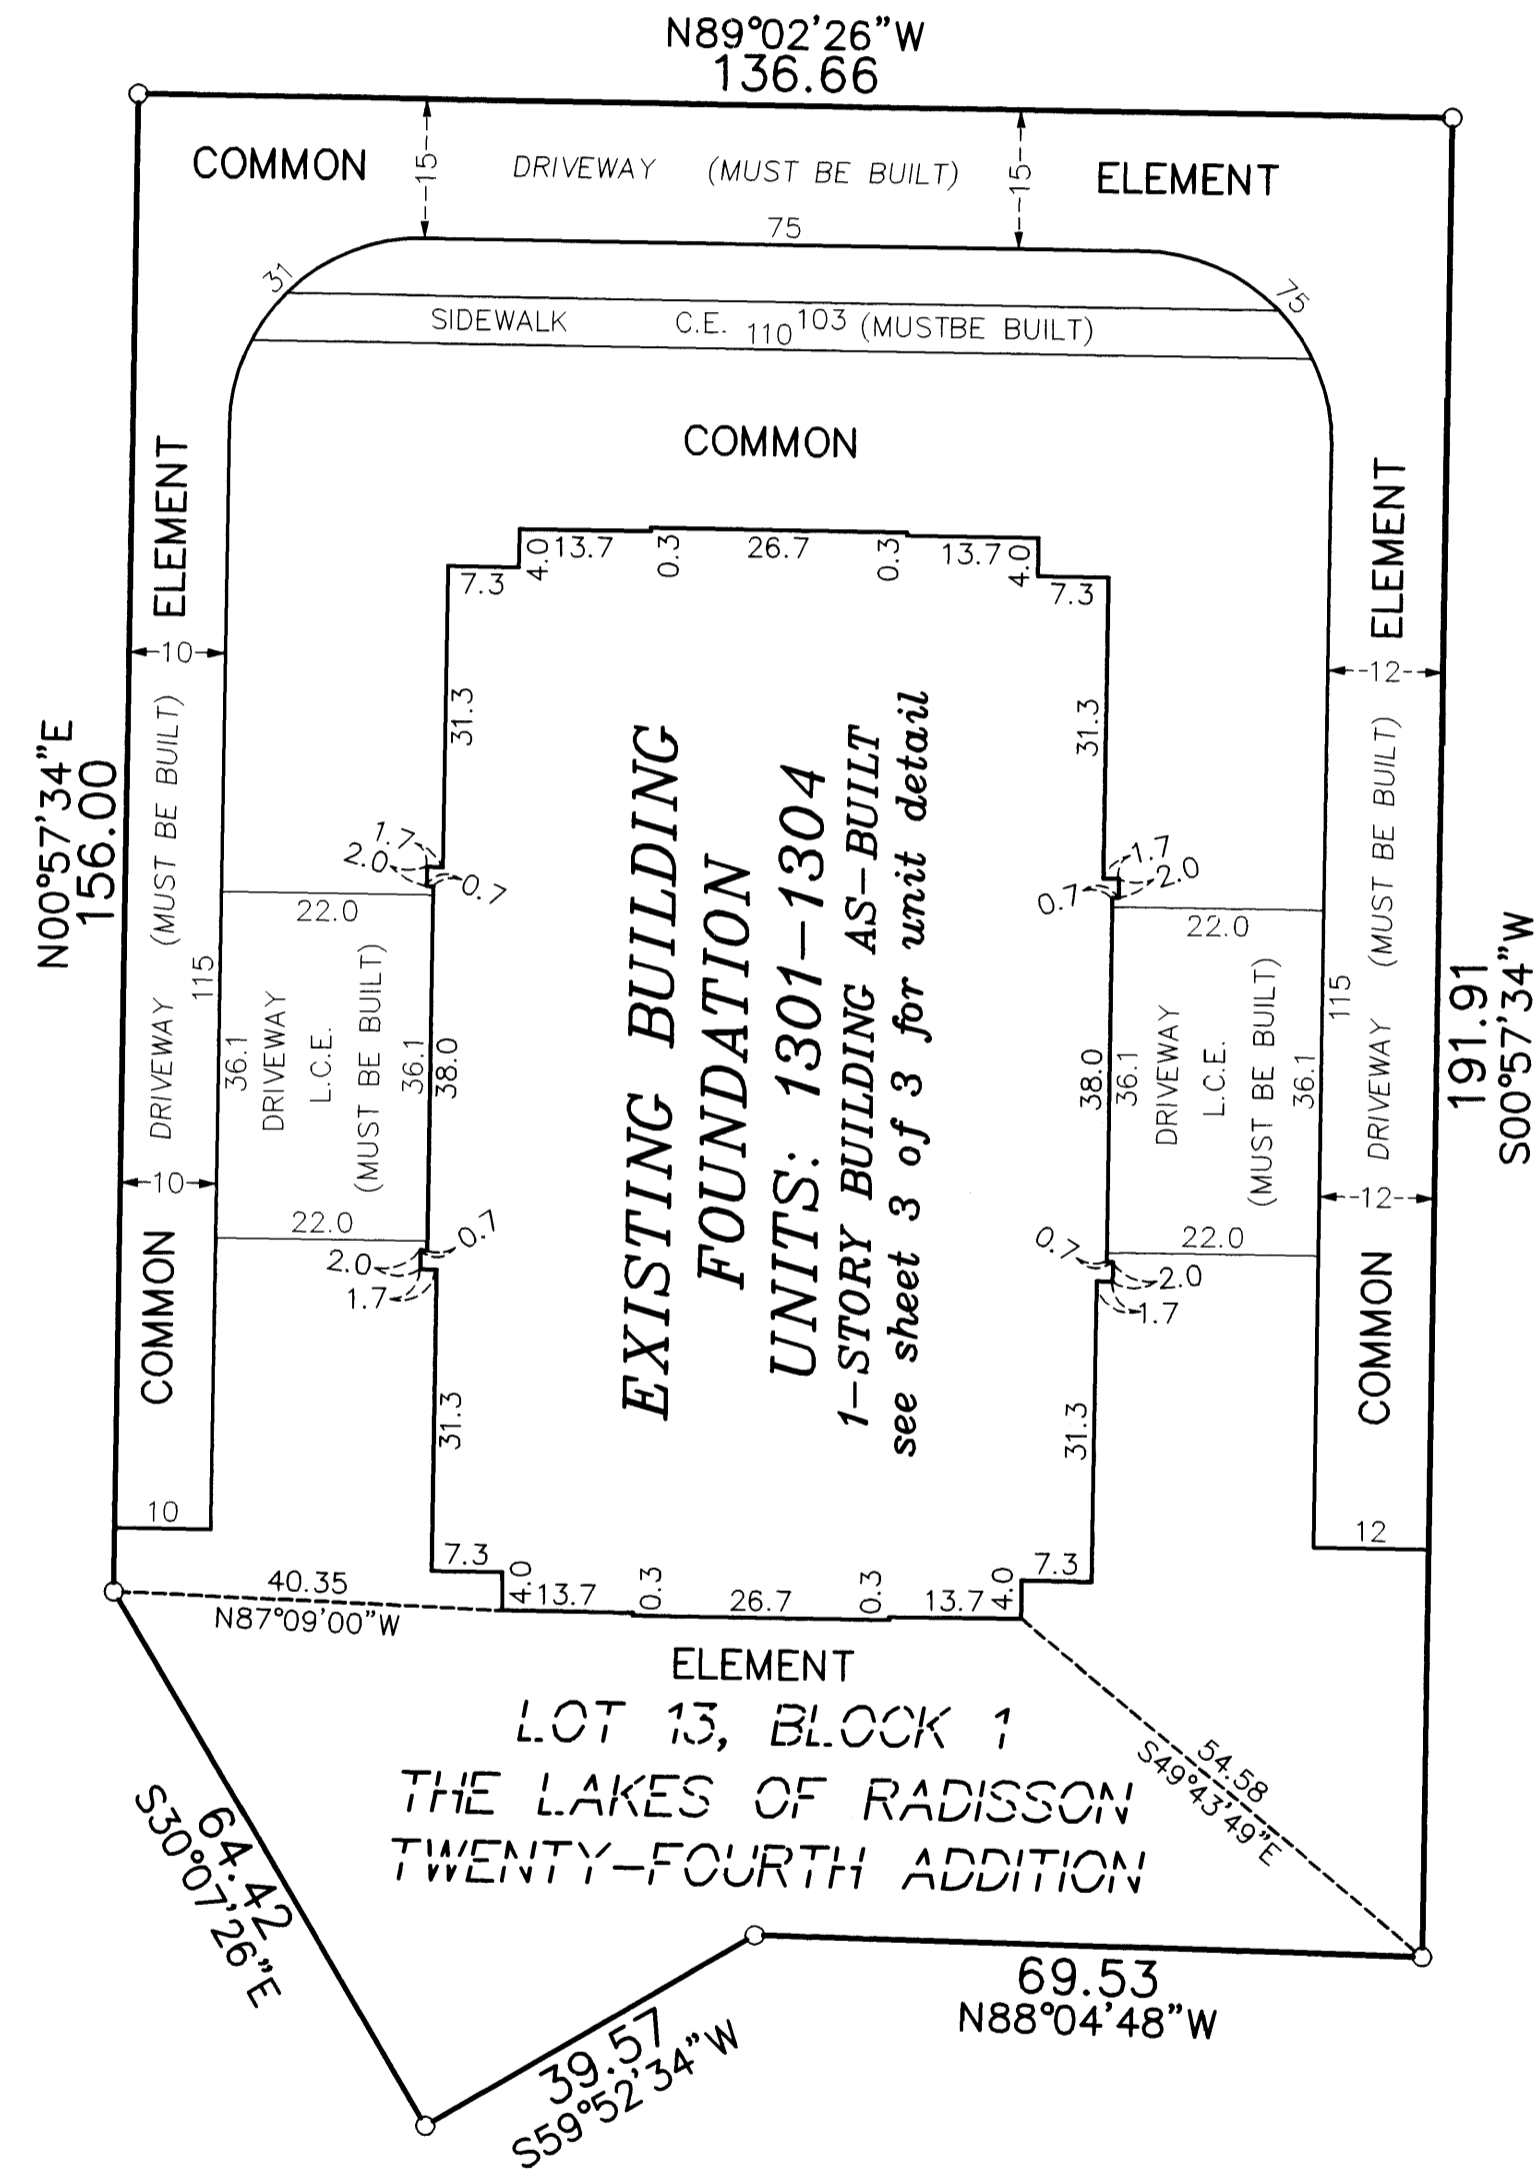 N89°02'26"W
136.66
COMMON
-15-
DRIVEWAY (MUST BE BUILT)
-15-
ELEMENT
75
31
75
SIDEWALK C.E. 110 103 (MUSTBE BUILT)
COMMON
ELEMENT
ELEMENT
7.3
4.0
13.7
0.3
26.7
0.3
13.7
4.0
7.3
-10-
-12-
31.3
31.3
N00°57'34"E
156.00
DRIVEWAY (MUST BE BUILT)
115
1.7
2.0
0.7
22.0
36.1
DRIVEWAY
L.C.E.
(MUST BE BUILT)
36.1
38.0
EXISTING BUILDING
FOUNDATION
UNITS: 1301-1304
1-STORY BUILDING AS-BUILT
see sheet 3 of 3 for unit detail
1.7
2.0
0.7
22.0
38.0
36.1
DRIVEWAY
L.C.E.
(MUST BE BUILT)
36.1
115
DRIVEWAY (MUST BE BUILT)
191.91
S00°57'34"W
-10-
-12-
22.0
0.7
2.0
1.7
0.7
22.0
2.0
1.7
COMMON
COMMON
31.3
31.3
10
12
7.3
4.0
13.7
0.3
26.7
0.3
13.7
4.0
7.3
40.35
N87°09'00"W
ELEMENT
LOT 13, BLOCK 1
THE LAKES OF RADISSON
TWENTY-FOURTH ADDITION
54.58
S49°43'49"E
64.42
S30°07'26"E
39.57
S59°52'34"W
69.53
N88°04'48"W